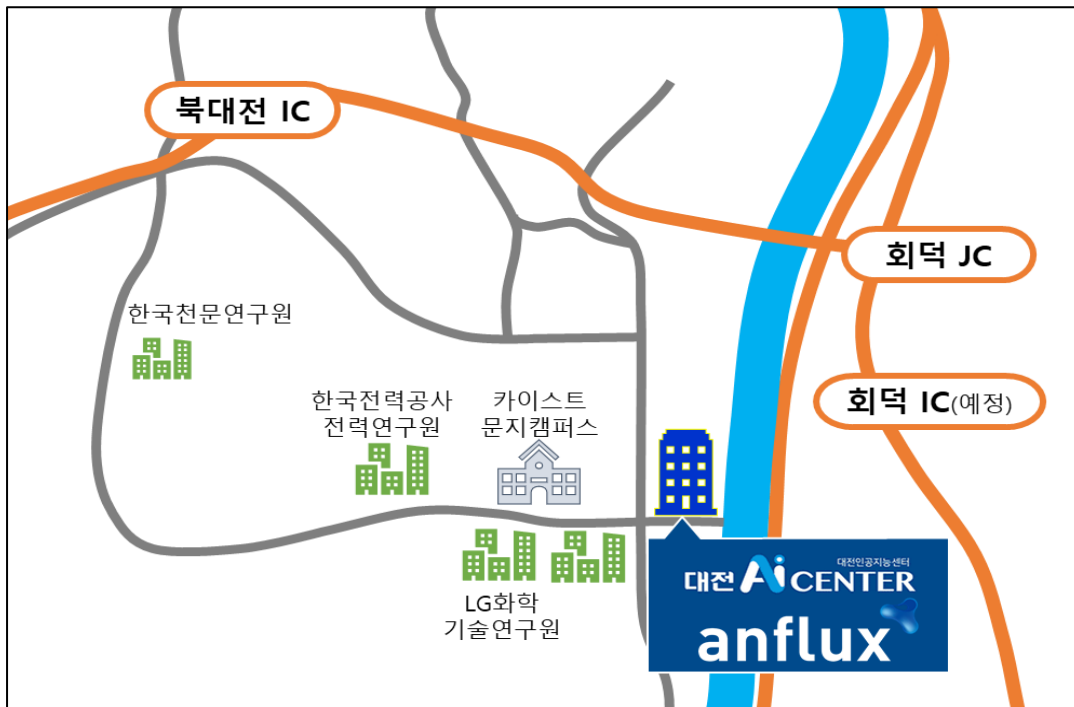 북대전 IC
회덕 JC
한국천문연구원
회덕 IC(예정)
한국전력공사
전력연구원
카이스트
문지캠퍼스
LG화학
기술연구원
대전인공지능센터
대전 Ai CENTER
anflux